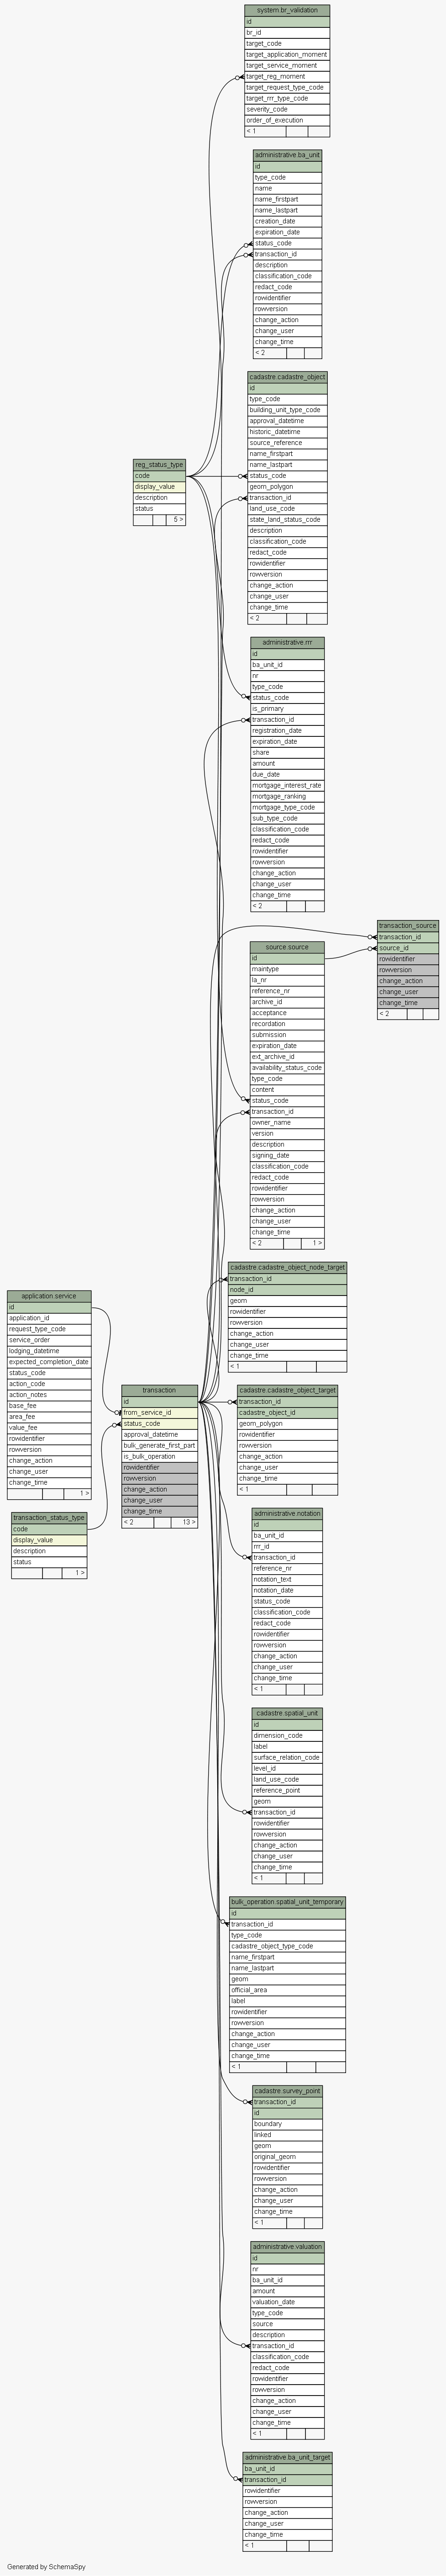 system.br_validation
id
br_id
target_code
target_application_moment
target_service_moment
target_reg_moment
target_request_type_code
target_rrr_type_code
severity_code
order_of_execution
< 1
administrative.ba_unit
id
type_code
name
name_firstpart
name_lastpart
creation_date
expiration_date
status_code
transaction_id
description
classification_code
redact_code
rowidentifier
rowversion
change_action
change_user
change_time
< 2
cadastre.cadastre_object
id
type_code
building_unit_type_code
approval_datetime
historic_datetime
source_reference
name_firstpart
name_lastpart
status_code
geom_polygon
transaction_id
land_use_code
state_land_status_code
description
classification_code
redact_code
rowidentifier
rowversion
change_action
change_user
change_time
< 2
reg_status_type
code
display_value
description
status
5 >
administrative.rrr
id
ba_unit_id
nr
type_code
status_code
is_primary
transaction_id
registration_date
expiration_date
share
amount
due_date
mortgage_interest_rate
mortgage_ranking
mortgage_type_code
sub_type_code
classification_code
redact_code
rowidentifier
rowversion
change_action
change_user
change_time
< 2
transaction_source
transaction_id
source_id
rowidentifier
rowversion
change_action
change_user
change_time
< 2
source.source
id
maintype
la_nr
reference_nr
archive_id
acceptance
recordation
submission
expiration_date
ext_archive_id
availability_status_code
type_code
content
status_code
transaction_id
owner_name
version
description
signing_date
classification_code
redact_code
rowidentifier
rowversion
change_action
change_user
change_time
< 2 1 >
cadastre.cadastre_object_node_target
transaction_id
node_id
geom
rowidentifier
rowversion
change_action
change_user
change_time
< 1
application.service
id
application_id
request_type_code
service_order
lodging_datetime
expected_completion_date
status_code
action_code
action_notes
base_fee
area_fee
value_fee
rowidentifier
rowversion
change_action
change_user
change_time
1 >
transaction
id
from_service_id
status_code
approval_datetime
bulk_generate_first_part
is_bulk_operation
rowidentifier
rowversion
change_action
change_user
change_time
< 2 13 >
cadastre.cadastre_object_target
transaction_id
cadastre_object_id
geom_polygon
rowidentifier
rowversion
change_action
change_user
change_time
< 1
transaction_status_type
code
display_value
description
status
1 >
administrative.notation
id
ba_unit_id
rrr_id
transaction_id
reference_nr
notation_text
notation_date
status_code
classification_code
redact_code
rowidentifier
rowversion
change_action
change_user
change_time
< 1
cadastre.spatial_unit
id
dimension_code
label
surface_relation_code
level_id
land_use_code
reference_point
geom
transaction_id
rowidentifier
rowversion
change_action
change_user
change_time
< 1
bulk_operation.spatial_unit_temporary
id
transaction_id
type_code
cadastre_object_type_code
name_firstpart
name_lastpart
geom
official_area
label
rowidentifier
rowversion
change_action
change_user
change_time
< 1
cadastre.survey_point
transaction_id
id
boundary
linked
geom
original_geom
rowidentifier
rowversion
change_action
change_user
change_time
< 1
administrative.valuation
id
nr
ba_unit_id
amount
valuation_date
type_code
source
description
transaction_id
classification_code
redact_code
rowidentifier
rowversion
change_action
change_user
change_time
< 1
administrative.ba_unit_target
ba_unit_id
transaction_id
rowidentifier
rowversion
change_action
change_user
change_time
< 1
Generated by SchemaSpy